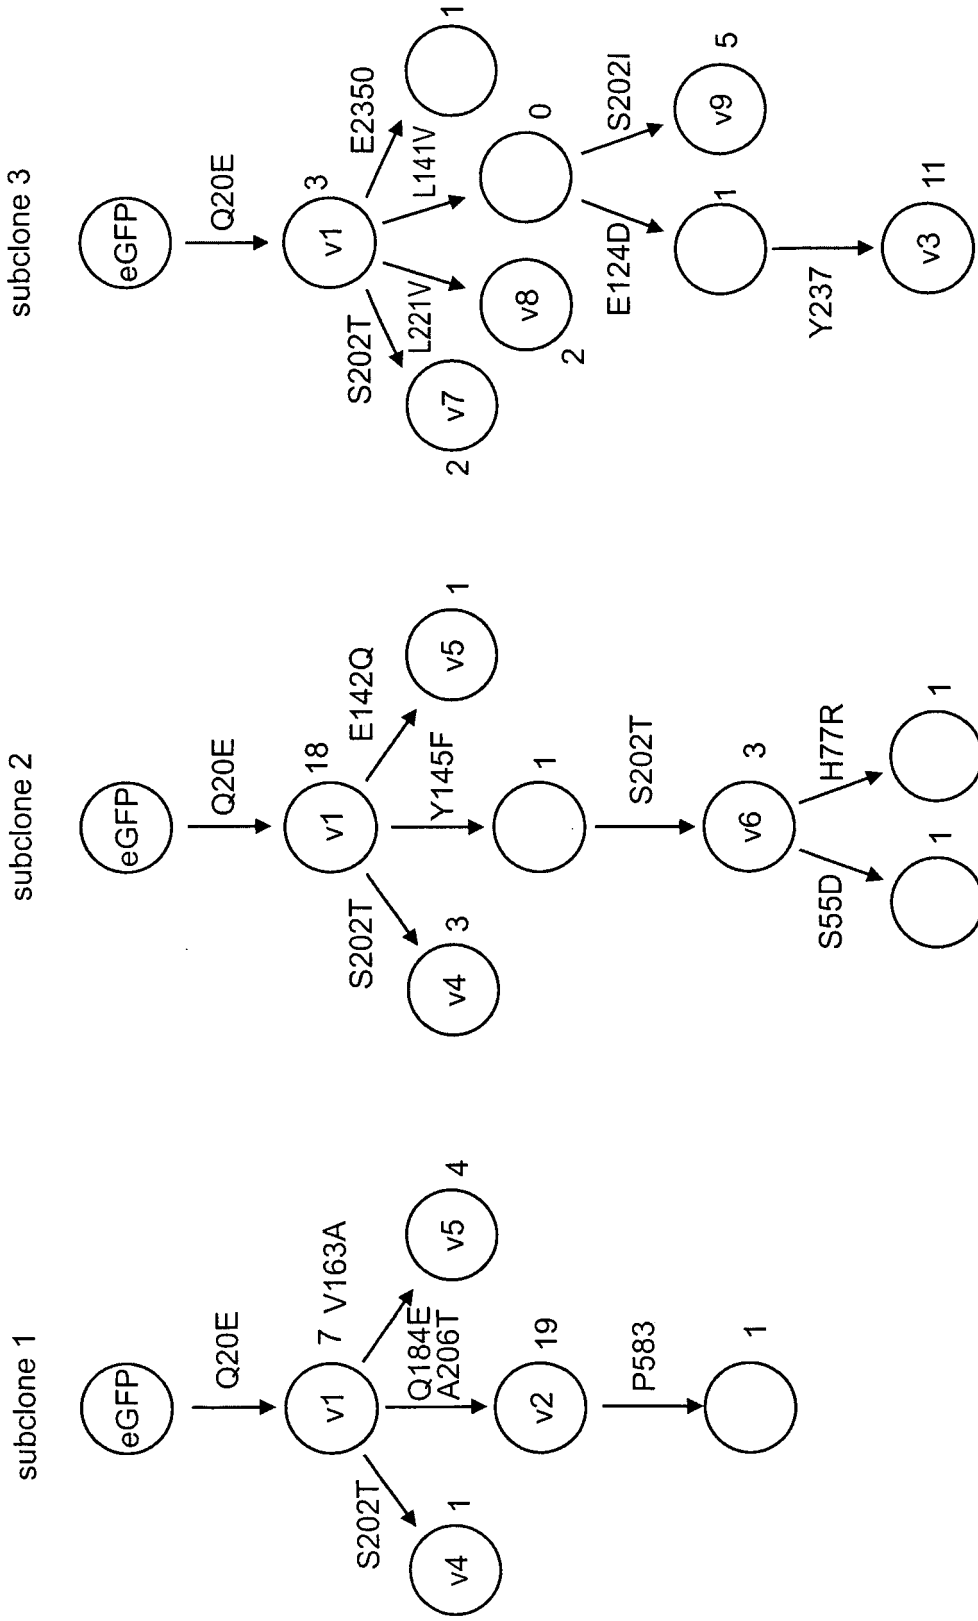 subclone 1
eGFP
Q20E
v1
7
V163A
S202T
Q184E
A206T
v4
1
v2
19
v5
4
P583
1
subclone 2
eGFP
Q20E
v1
18
E142Q
S202T
Y145F
v4
3
1
v5
1
S202T
v6
3
S55D
H77R
1
1
subclone 3
eGFP
Q20E
v1
3
S202T
L221V
L141V
E2350
v7
2
v8
2
0
1
E124D
S202I
1
v9
5
Y237
v3
11